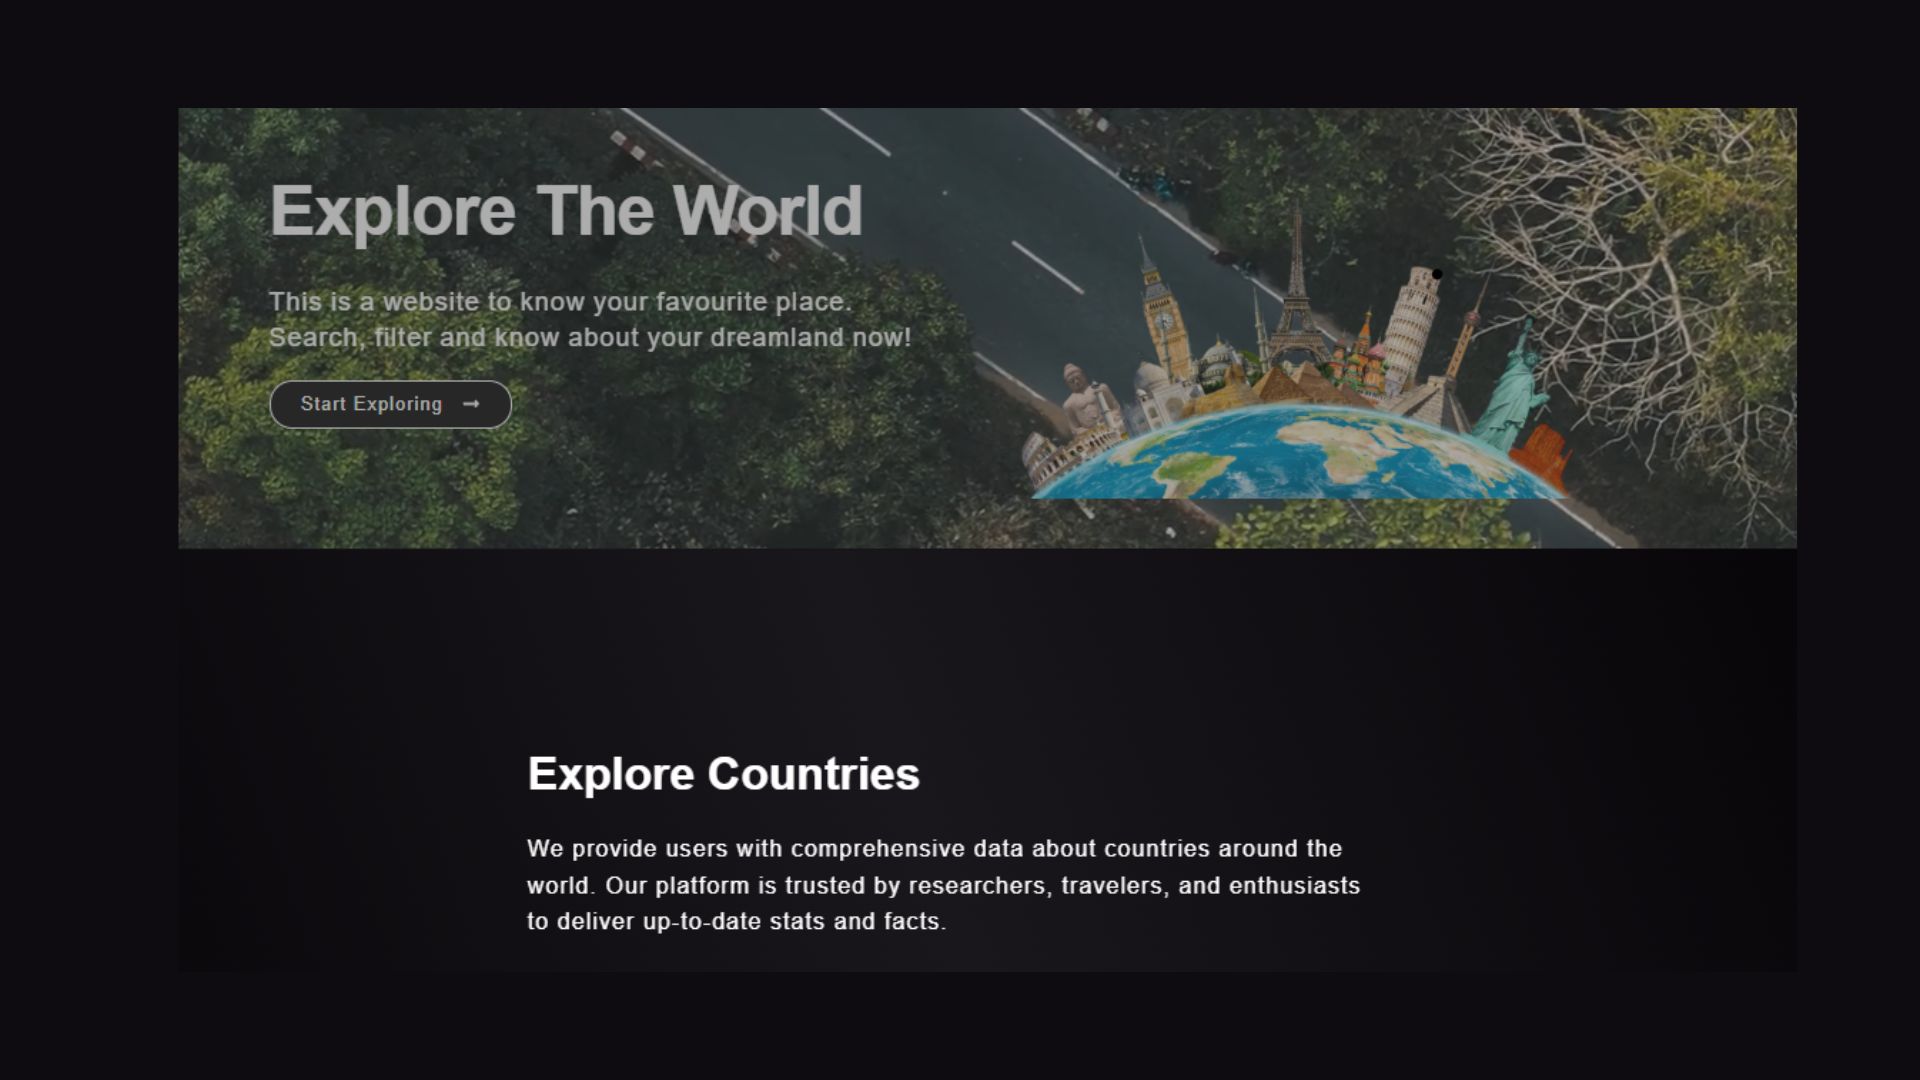 Explore The World
This is a website to know your favourite place.
Search, filter and know about your dreamland now!
Start Exploring →
Explore Countries
We provide users with comprehensive data about countries around the
world. Our platform is trusted by researchers, travelers, and enthusiasts
to deliver up-to-date stats and facts.